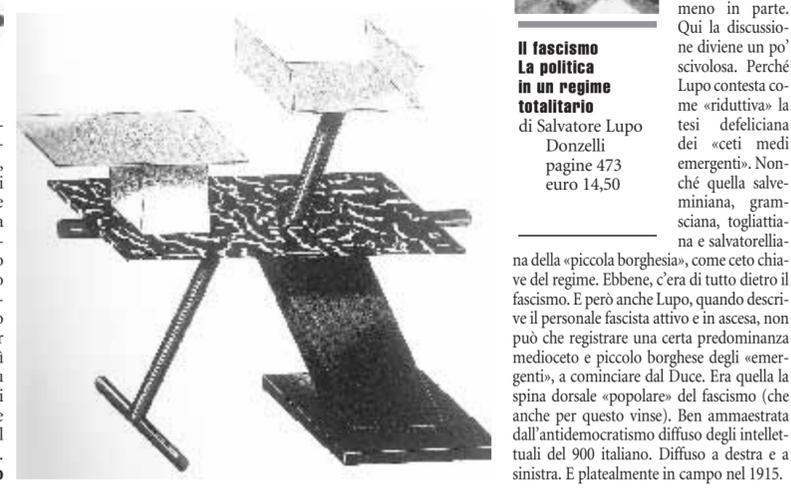 Il fascismo
La politica
in un regime
totalitario
di Salvatore Lupo
Donzelli
pagine 473
euro 14,50
meno in parte.
Qui la discussio-
ne diviene un po'
scivolosa. Perché
Lupo contesta co-
me «riduttiva» la
tesi defeliciana
dei «ceti medi
emergenti». Non-
ché quella salve-
miniana, gram-
sciana, togliattia-
na e salvatorellia-
na della «piccola borghesia», come ceto chia-
ve del regime. Ebbene, c'era di tutto dietro il
fascismo. E però anche Lupo, quando descri-
ve il personale fascista attivo e in ascesa, non
può che registrare una certa predominanza
medioceto e piccolo borghese degli «emer-
genti», a cominciare dal Duce. Era quella la
spina dorsale «popolare» del fascismo (che
anche per questo vinse). Ben ammaestrata
dall'antidemocratismo diffuso degli intellet-
tuali del 900 italiano. Diffuso a destra e a
sinistra. E platealmente in campo nel 1915.